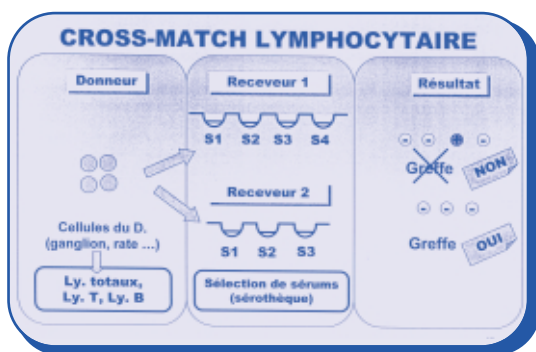 CROSS-MATCH LYMPHOCYTAIRE
Donneur
Cellules du D.
(ganglion, rate ...)
Ly. totaux,
Ly. T, Ly. B
Receveur 1
S1 S2 S3 S4
Receveur 2
S1 S2 S3
Sélection de sérums
(sérothèque)
Résultat
- - + -
Greffe NON
- - -
Greffe OUI